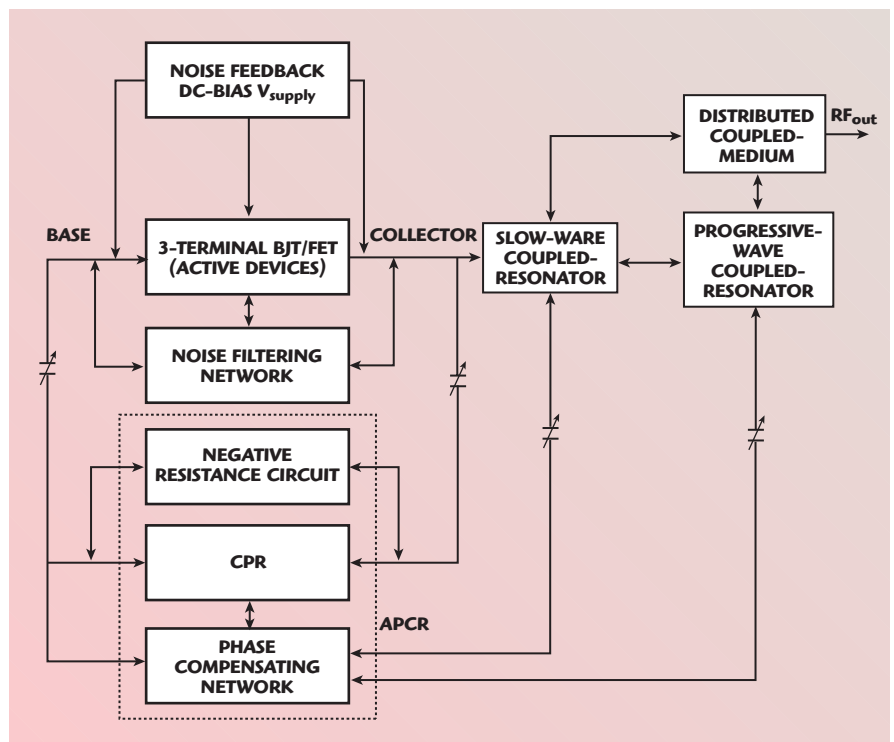 NOISE FEEDBACK
DC-BIAS Vsupply
DISTRIBUTED
COUPLED-
MEDIUM
RFout
BASE
3-TERMINAL BJT/FET
(ACTIVE DEVICES)
COLLECTOR
SLOW-WARE
COUPLED-
RESONATOR
PROGRESSIVE-
WAVE
COUPLED-
RESONATOR
NOISE FILTERING
NETWORK
NEGATIVE
RESISTANCE CIRCUIT
CPR
APCR
PHASE
COMPENSATING
NETWORK